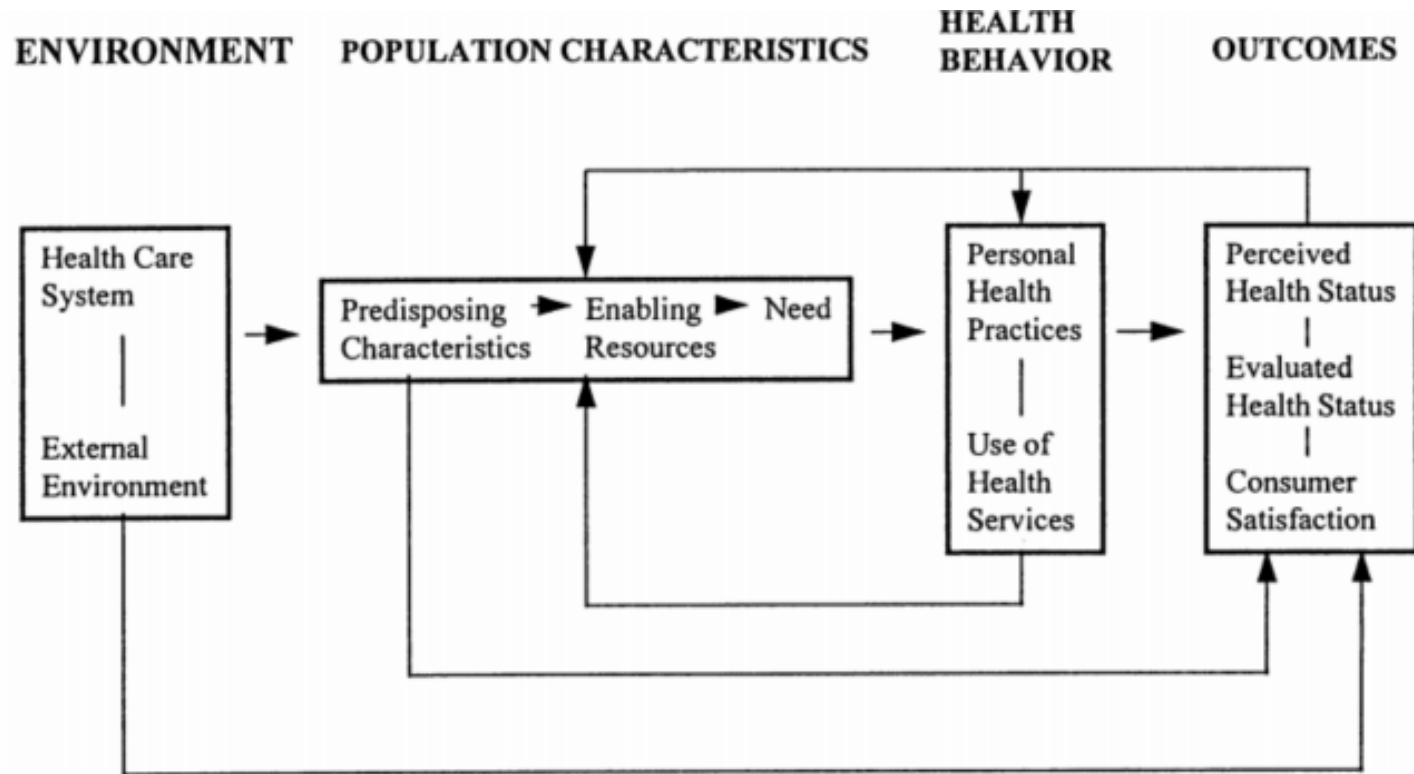 ENVIRONMENT
POPULATION CHARACTERISTICS
HEALTH
BEHAVIOR
OUTCOMES
Health Care
System
External
Environment
Predisposing
Characteristics
Enabling
Resources
Need
Personal
Health
Practices
Use of
Health
Services
Perceived
Health Status
Evaluated
Health Status
Consumer
Satisfaction